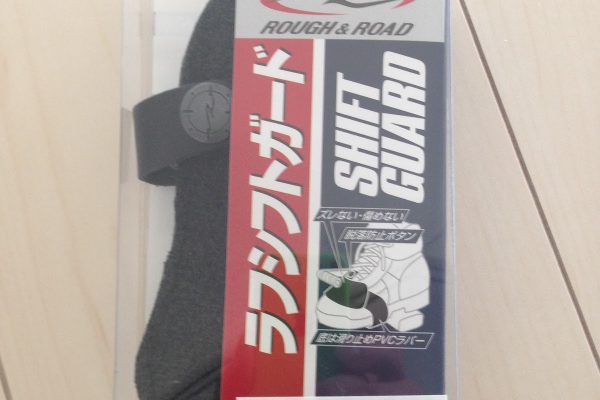 ROUGH & ROAD
ラフシフトガード
SHIFT
GUARD
ズレない・傷めない
脱落防止ボタン
底は滑り止めPVCラバー